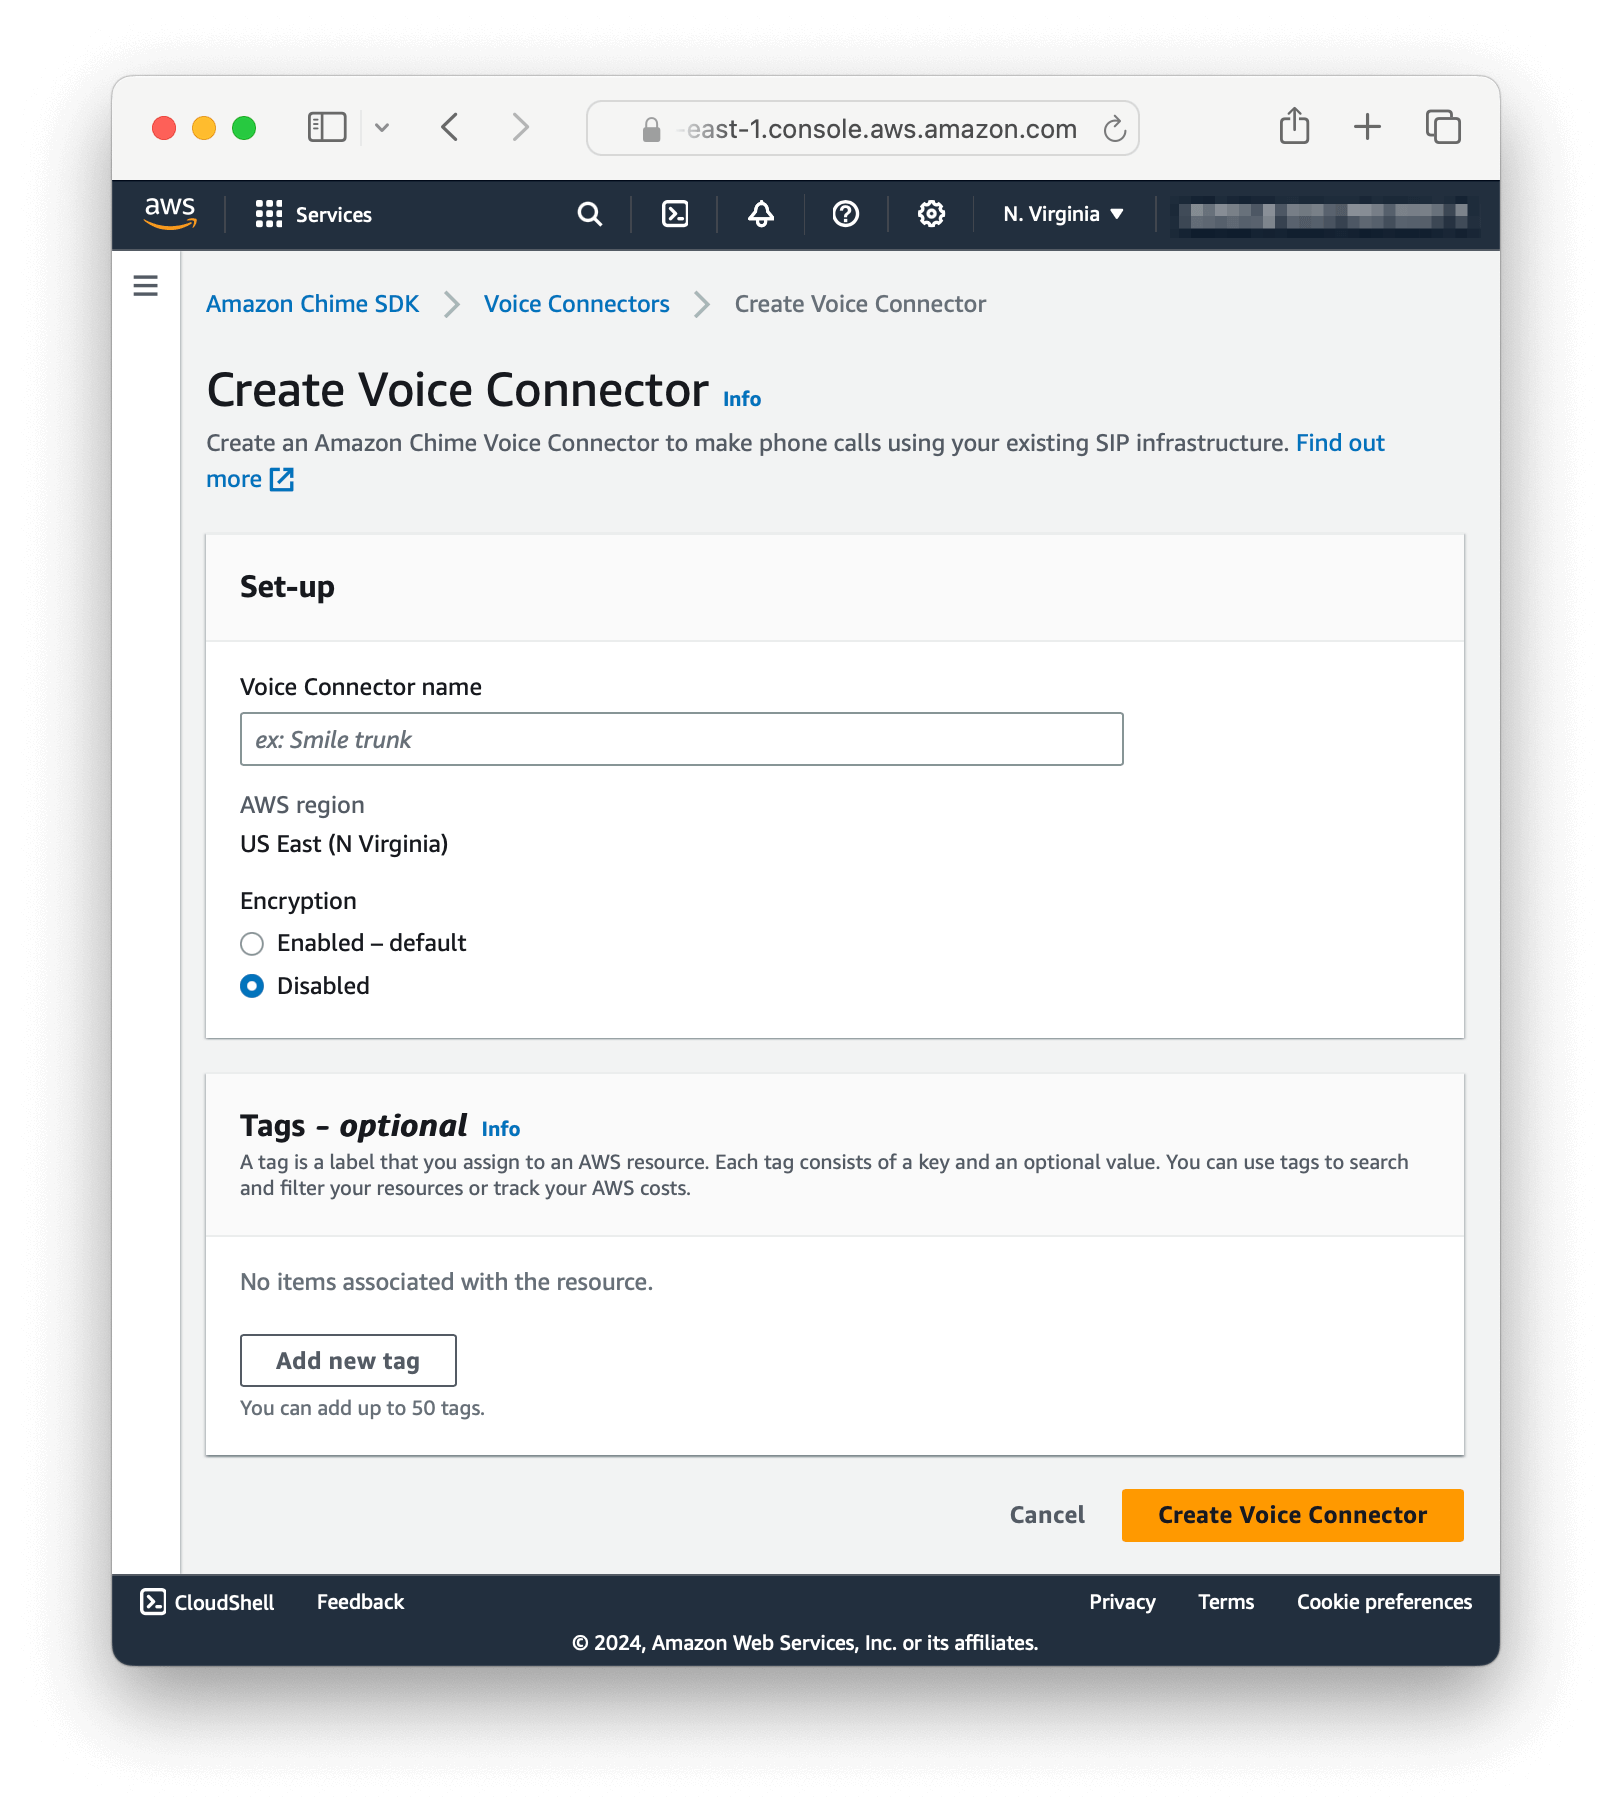 -east-1.console.aws.amazon.com
aws Services N. Virginia
Amazon Chime SDK Voice Connectors Create Voice Connector
Create Voice Connector Info
Create an Amazon Chime Voice Connector to make phone calls using your existing SIP infrastructure. Find out
more
Set-up
Voice Connector name
ex: Smile trunk
AWS region
US East (N Virginia)
Encryption
Enabled – default
Disabled
Tags - optional Info
A tag is a label that you assign to an AWS resource. Each tag consists of a key and an optional value. You can use tags to search
and filter your resources or track your AWS costs.
No items associated with the resource.
Add new tag
You can add up to 50 tags.
Cancel Create Voice Connector
CloudShell Feedback Privacy Terms Cookie preferences
© 2024, Amazon Web Services, Inc. or its affiliates.